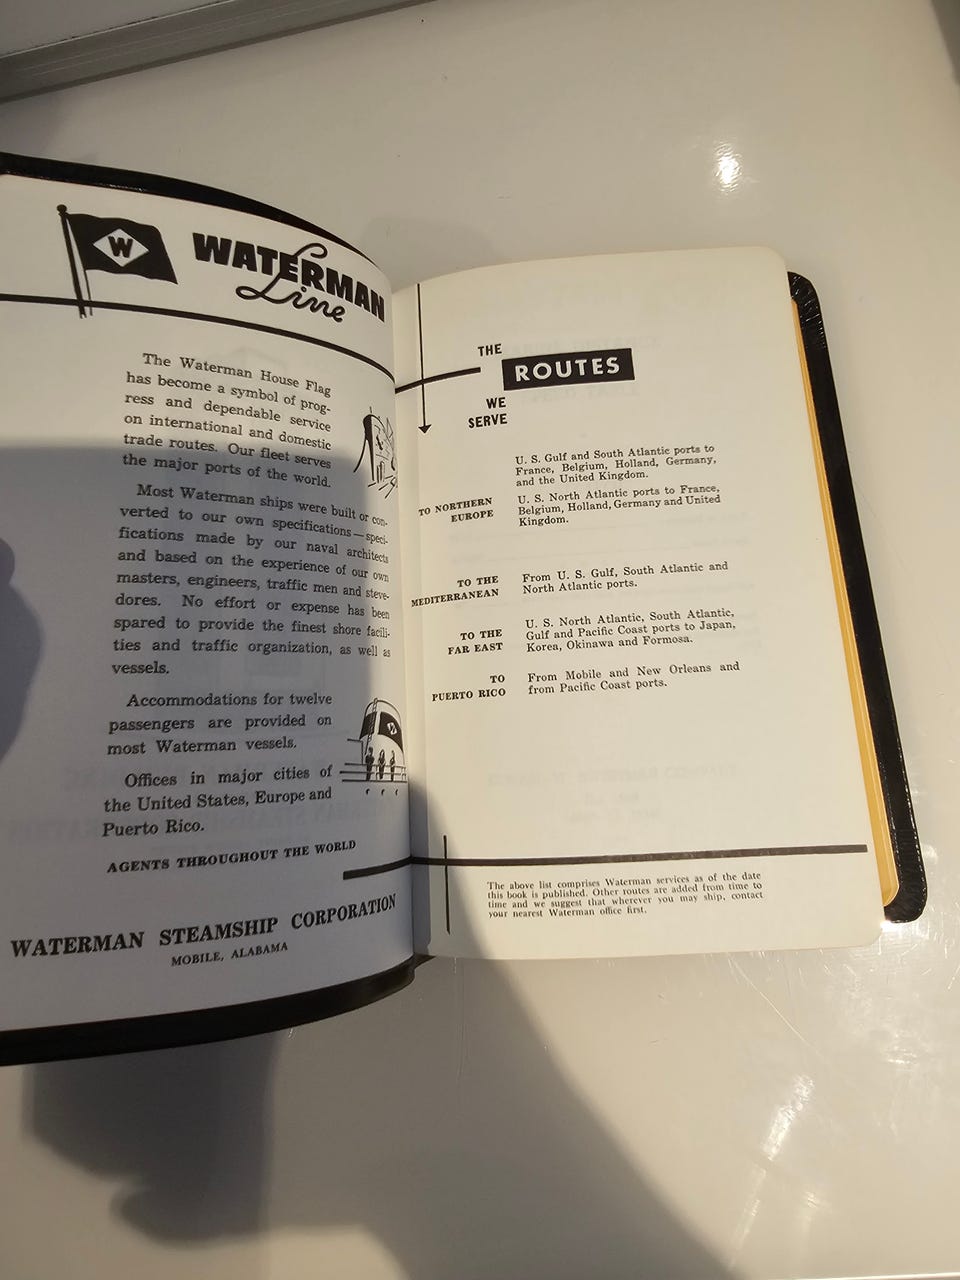 W
WATERMAN
Line
The Waterman House Flag
has become a symbol of prog-
ress and dependable service
on international and domestic
trade routes. Our fleet serves
the major ports of the world.
Most Waterman ships were built or con-
verted to our own specifications—speci-
fications made by our naval architects
and based on the experience of our own
masters, engineers, traffic men and steve-
dores. No effort or expense has been
spared to provide the finest shore facili-
ties and traffic organization, as well as
vessels.
Accommodations for twelve
passengers are provided on
most Waterman vessels.
Offices in major cities of
the United States, Europe and
Puerto Rico.
AGENTS THROUGHOUT THE WORLD
WATERMAN STEAMSHIP CORPORATION
MOBILE, ALABAMA
THE
ROUTES
WE
SERVE
U. S. Gulf and South Atlantic ports to
France, Belgium, Holland, Germany,
and the United Kingdom.
TO NORTHERN
EUROPE
U. S. North Atlantic ports to France,
Belgium, Holland, Germany and United
Kingdom.
TO THE
MEDITERRANEAN
From U. S. Gulf, South Atlantic and
North Atlantic ports.
TO THE
FAR EAST
U. S. North Atlantic, South Atlantic,
Gulf and Pacific Coast ports to Japan,
Korea, Okinawa and Formosa.
TO
PUERTO RICO
From Mobile and New Orleans and
from Pacific Coast ports.
The above list comprises Waterman services as of the date
this book is published. Other routes are added from time to
time and we suggest that wherever you may ship, contact
your nearest Waterman office first.